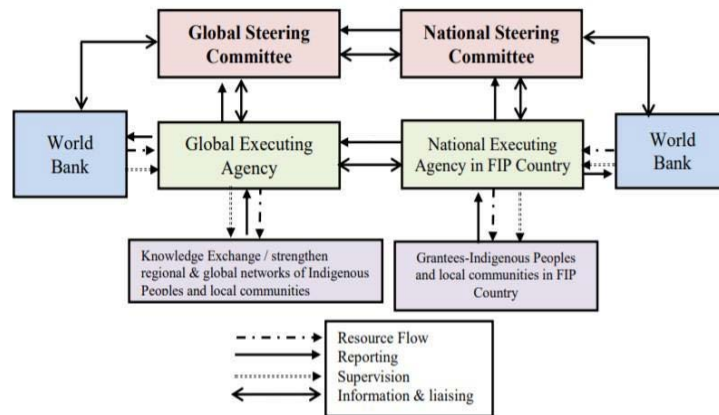 Global Steering
Committee
National Steering
Committee
World
Bank
Global Executing
Agency
National Executing
Agency in FIP Country
World
Bank
Knowledge Exchange / strengthen
regional & global networks of Indigenous
Peoples and local communities
Grantees-Indigenous Peoples
and local communities in FIP
Country
Resource Flow
Reporting
Supervision
Information & liaising